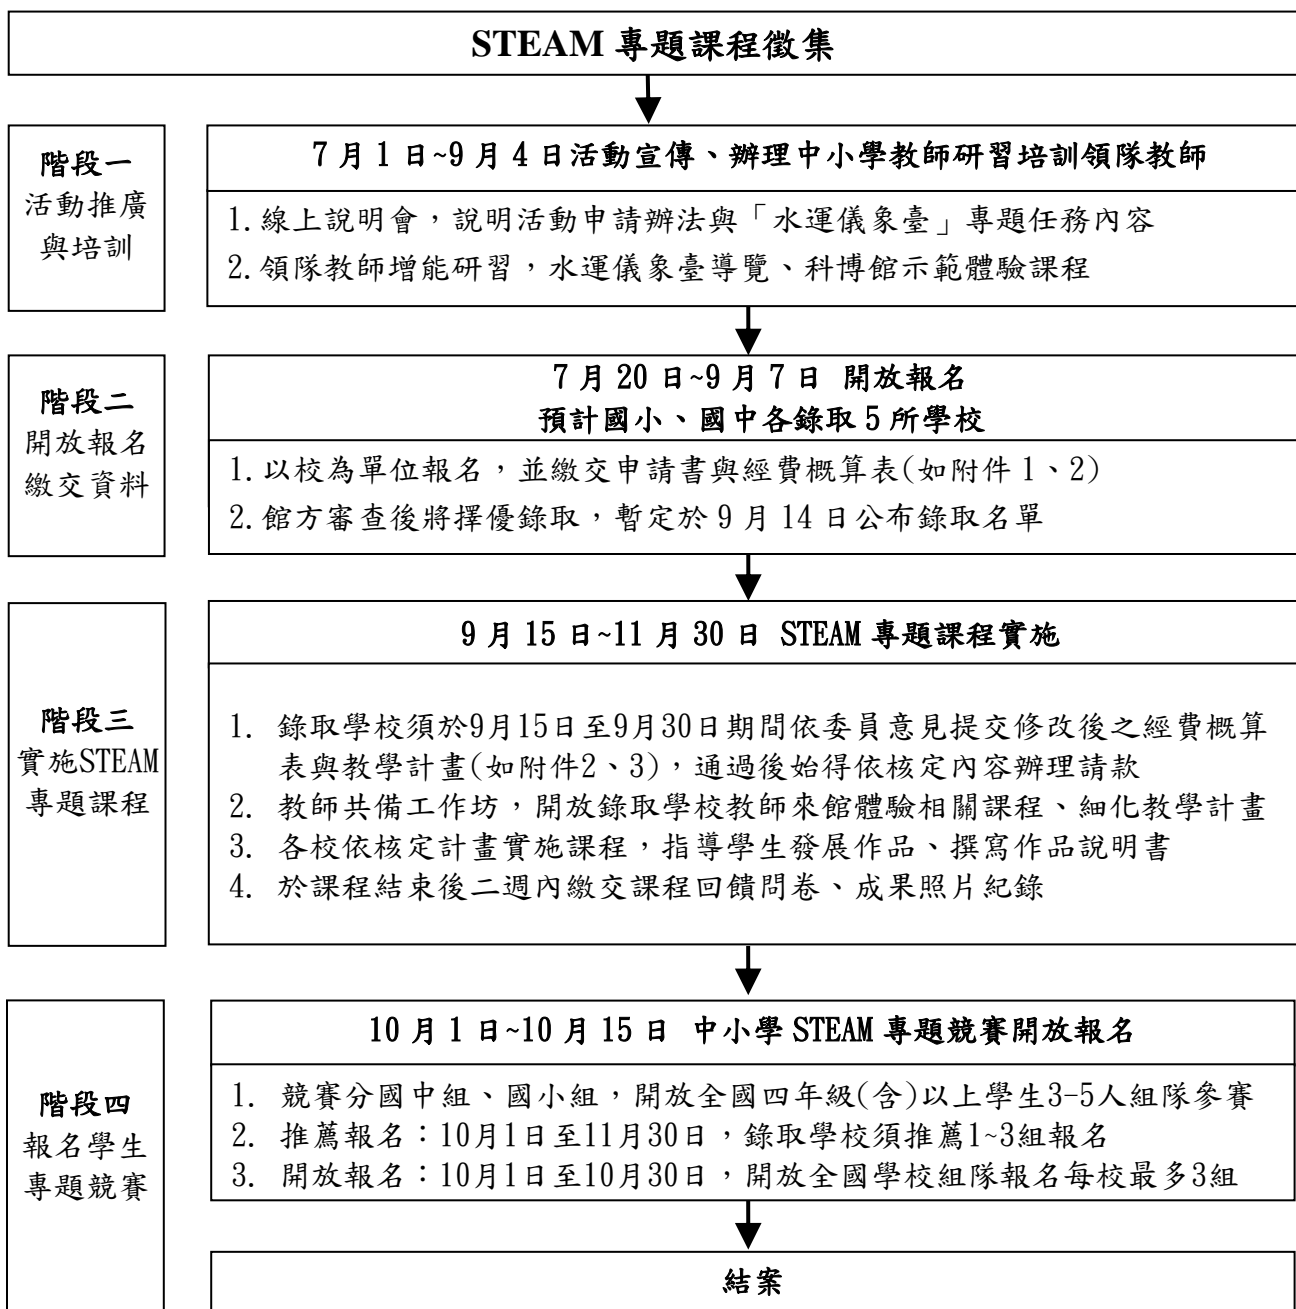 STEAM 專題課程徵集
階段一
活動推廣
與培訓
7 月 1 日~9 月 4 日活動宣傳、辦理中小學教師研習培訓領隊教師
1.線上說明會，說明活動申請辦法與「水運儀象臺」專題任務內容
2.領隊教師增能研習，水運儀象臺導覽、科博館示範體驗課程
階段二
開放報名
繳交資料
7 月 20 日~9 月 7 日 開放報名
預計國小、國中各錄取 5 所學校
1.以校為單位報名，並繳交申請書與經費概算表(如附件 1、2)
2.館方審查後將擇優錄取，暫定於 9 月 14 日公布錄取名單
階段三
實施STEAM
專題課程
9 月 15 日~11 月 30 日 STEAM 專題課程實施
1. 錄取學校須於9月15日至9月30日期間依委員意見提交修改後之經費概算
表與教學計畫(如附件2、3)，通過後始得依核定內容辦理請款
2. 教師共備工作坊，開放錄取學校教師來館體驗相關課程、細化教學計畫
3. 各校依核定計畫實施課程，指導學生發展作品、撰寫作品說明書
4. 於課程結束後二週內繳交課程回饋問卷、成果照片紀錄
階段四
報名學生
專題競賽
10 月 1 日~10 月 15 日 中小學 STEAM 專題競賽開放報名
1. 競賽分國中組、國小組，開放全國四年級(含)以上學生3-5人組隊參賽
2. 推薦報名：10月1日至11月30日，錄取學校須推薦1~3組報名
3. 開放報名：10月1日至10月30日，開放全國學校組隊報名每校最多3組
結案